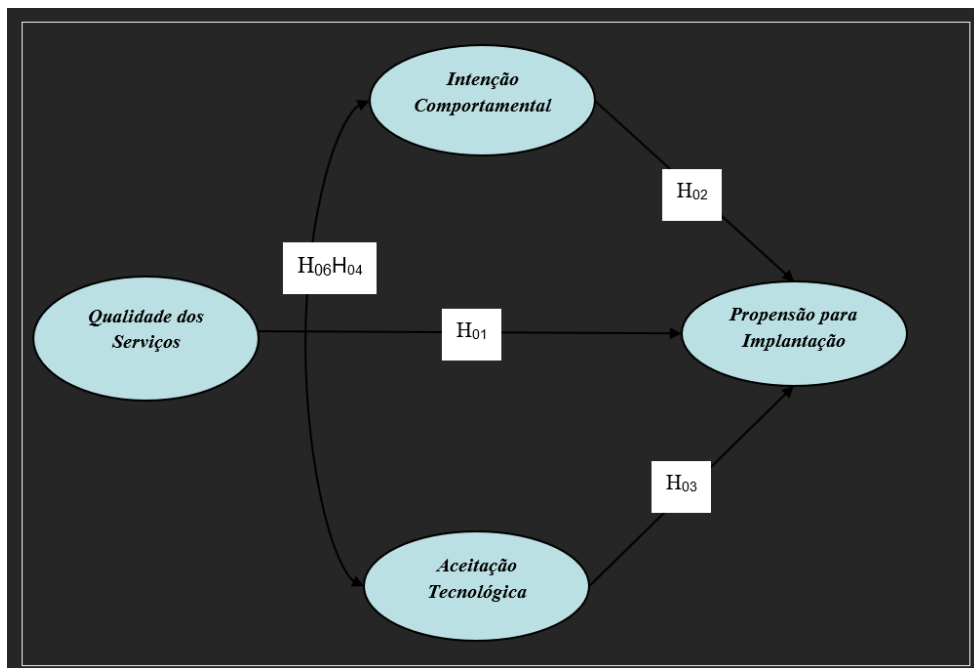 Intenção
Comportamental
H02
H06H04
Qualidade dos
Serviços
H01
Propensão para
Implantação
H03
Aceitação
Tecnológica